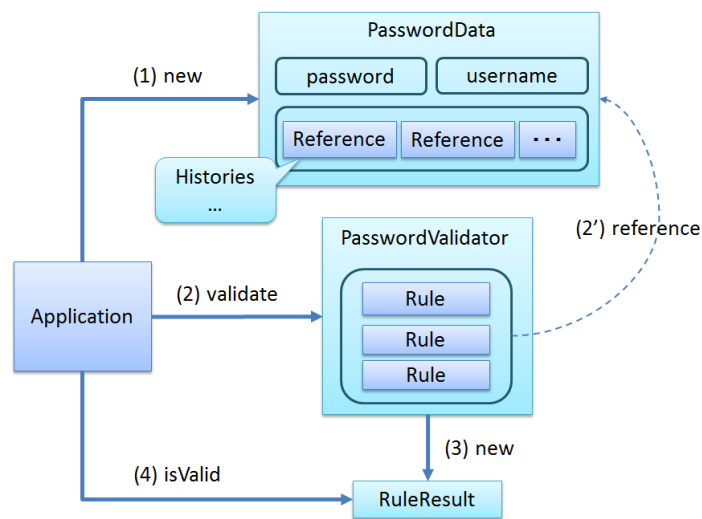 PasswordData
(1) new
password
username
Reference
Reference
...
Histories
...
(2') reference
PasswordValidator
(2) validate
Rule
Application
Rule
Rule
(3) new
(4) isValid
RuleResult